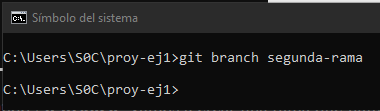 Símbolo del sistema
C:\Users\S0C\proy-ej1>git branch segunda-rama
C:\Users\S0C\proy-ej1>